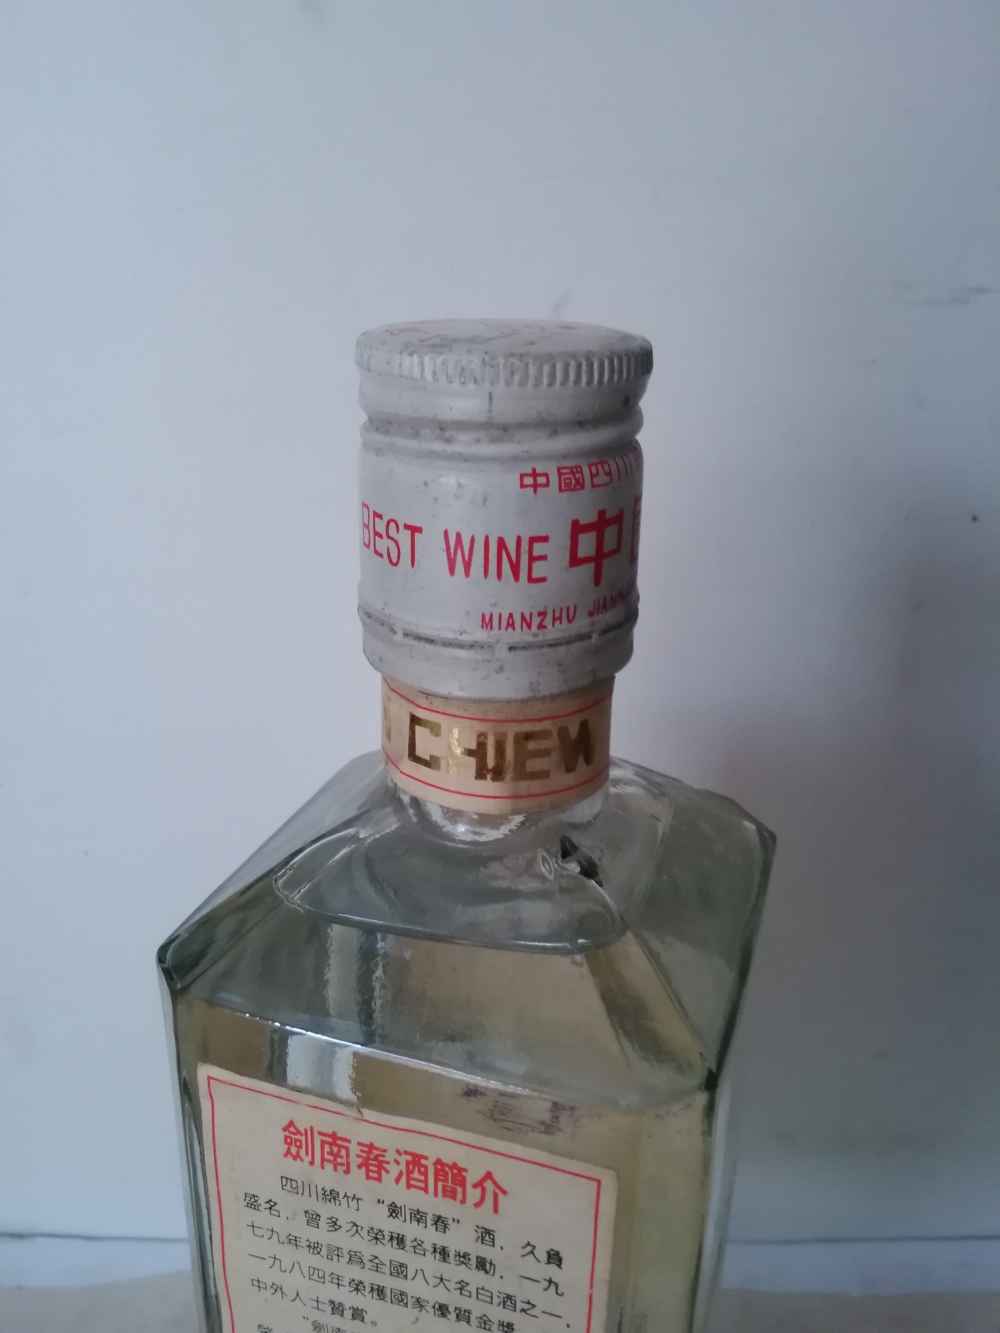 中國四川
BEST WINE 中
MIANZHU
CHIEW
劍南春酒簡介
四川綿竹“劍南春”酒，久負
盛名，曾多次榮穫各種獎勵，一九
七九年被評爲全國八大名白酒之一，
一九八四年榮穫國家優質金獎，
中外人士贊賞。